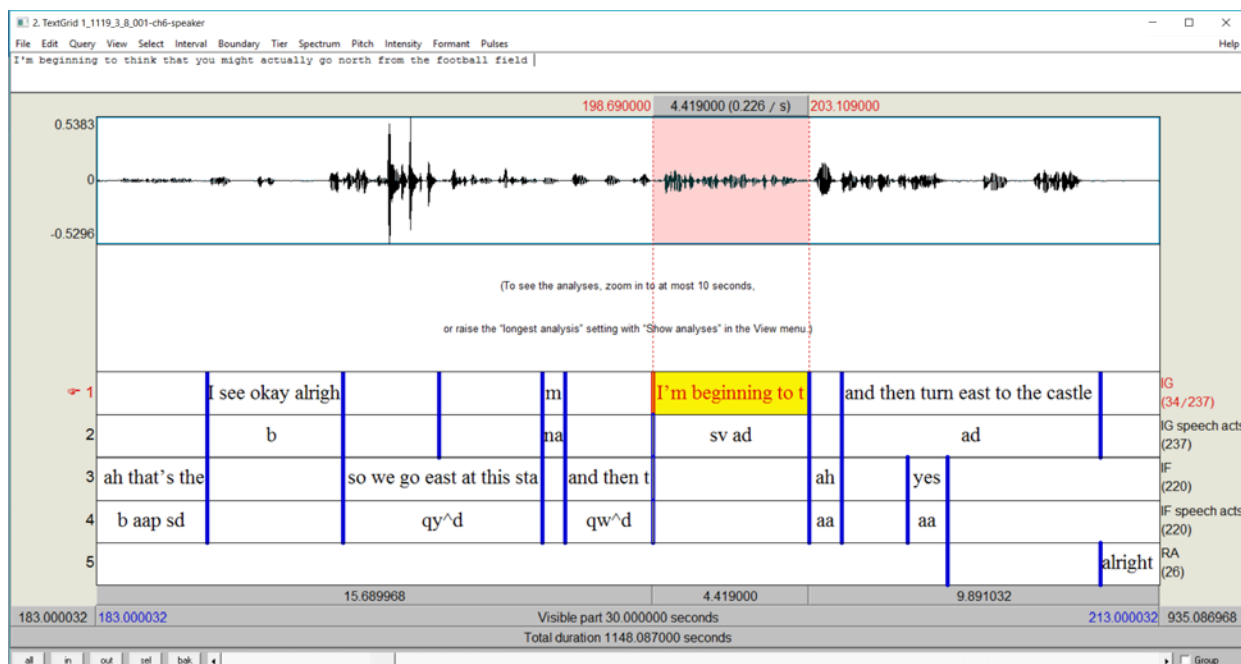 2. TextGrid 1_1119_3_8_001-ch6-speaker
File Edit Query View Select Interval Boundary Tier Spectrum Pitch Intensity Formant Pulses Help
I'm beginning to think that you might actually go north from the football field
198.690000 4.419000 (0.226 / s) 203.109000
0.5383
0
-0.5296
(To see the analyses, zoom in to at most 10 seconds,
or raise the "longest analysis" setting with "Show analyses" in the View menu.)
1 I see okay alrigh m I'm beginning to t and then turn east to the castle IG
(34/237)
2 b na sv ad ad IG speech acts
(237)
3 ah that's the so we go east at this sta and then t ah yes IF
(220)
4 b aap sd qy^d qw^d aa aa IF speech acts
(220)
5 alright RA
(26)
15.689968 4.419000 9.891032
183.000032 183.000032 Visible part 30.000000 seconds 213.000032 935.086968
Total duration 1148.087000 seconds
all in out sel bak Group